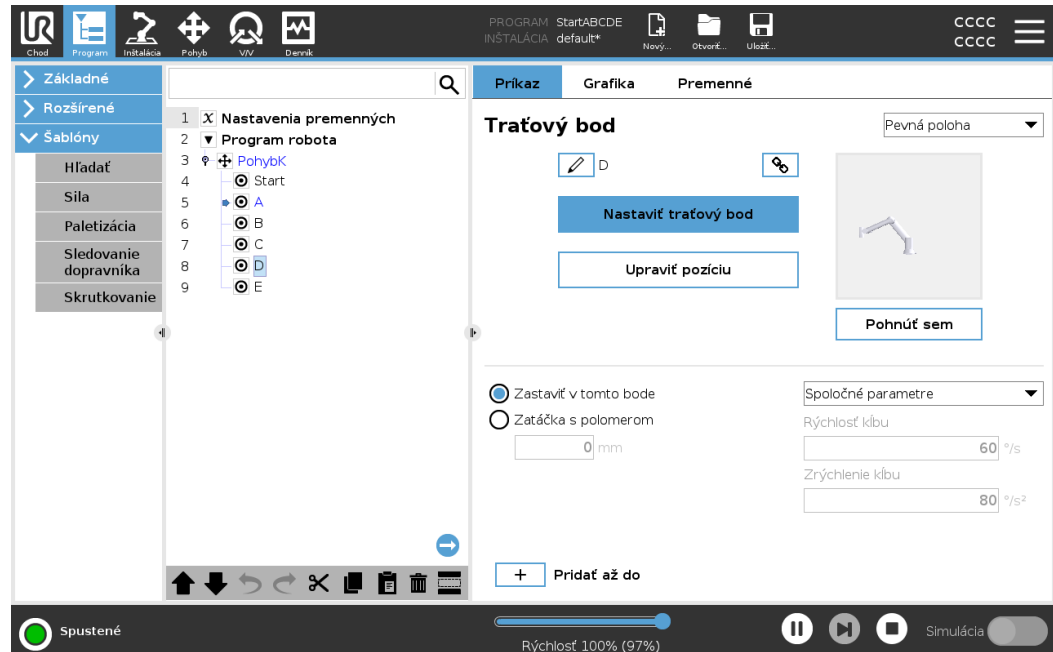 PROGRAM StartABCDE
INŠTALÁCIA default*
Nový... Otvoriť... Uložiť...
CCCC
CCCC
UR
Chod Program Inštalácia Pohyb V/V Denník
Základné
Rozšírené
Šablóny
Hľadať
Sila
Paletizácia
Sledovanie
dopravníka
Skrutkovanie
1 X Nastavenia premenných
2 Program robota
3 PohybK
4 Start
5 A
6 B
7 C
8 D
9 E
Príkaz Grafika Premenné
Traťový bod
Pevná poloha
D
Nastaviť traťový bod
Upraviť pozíciu
Pohnúť sem
Zastaviť v tomto bode
Zatáčka s polomerom
0 mm
Spoločné parametre
Rýchlosť kĺbu
60 °/s
Zrýchlenie kĺbu
80 °/s²
+ Pridať až do
Spustené
Rýchlosť 100% (97%)
Simulácia